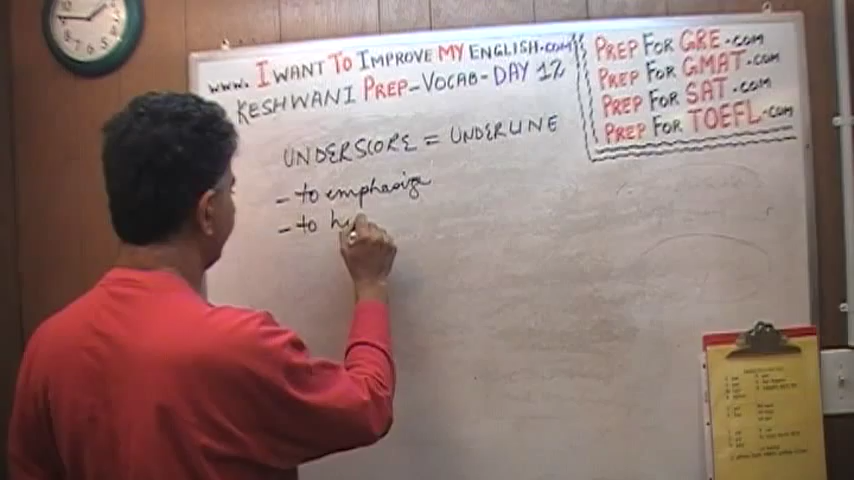 www. I WANT TO IMPROVE MY ENGLISH.COM
KESHWANI PREP-VOCAB-DAY 12
PREP FOR GRE.COM
PREP FOR GMAT.COM
PREP FOR SAT.COM
PREP FOR TOEFL.COM
UNDERSCORE = UNDERLINE
- to emphasize
- to hi